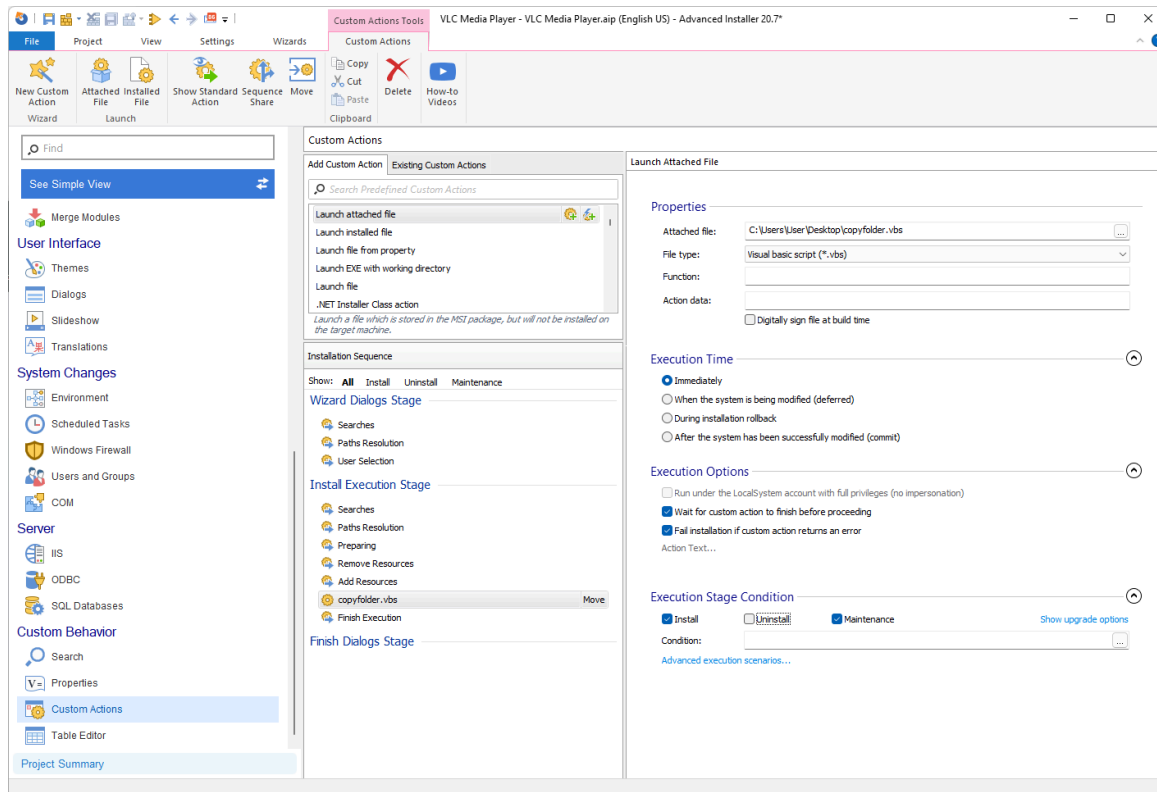 Custom Actions Tools
VLC Media Player - VLC Media Player.aip (English US) - Advanced Installer 20.7*
File
Project
View
Settings
Wizards
Custom Actions
New Custom Action
Attached File
Installed File
Show Standard Action
Sequence Share
Move
Copy
Cut
Paste
Delete
How-to Videos
Wizard
Launch
Clipboard
Find
See Simple View
Merge Modules
User Interface
Themes
Dialogs
Slideshow
Translations
System Changes
Environment
Scheduled Tasks
Windows Firewall
Users and Groups
COM
Server
IIS
ODBC
SQL Databases
Custom Behavior
Search
Properties
Custom Actions
Table Editor
Project Summary
Custom Actions
Add Custom Action
Existing Custom Actions
Search Predefined Custom Actions
Launch attached file
Launch installed file
Launch file from property
Launch EXE with working directory
Launch file
.NET Installer Class action
Launch a file which is stored in the MSI package, but will not be installed on
the target machine.
Installation Sequence
Show: All Install Uninstall Maintenance
Wizard Dialogs Stage
Searches
Paths Resolution
User Selection
Install Execution Stage
Searches
Paths Resolution
Preparing
Remove Resources
Add Resources
copyfolder.vbs Move
Finish Execution
Finish Dialogs Stage
Launch Attached File
Properties
Attached file: C:\Users\User\Desktop\copyfolder.vbs ...
File type: Visual basic script (*.vbs)
Function:
Action data:
Digitally sign file at build time
Execution Time
Immediately
When the system is being modified (deferred)
During installation rollback
After the system has been successfully modified (commit)
Execution Options
Run under the LocalSystem account with full privileges (no impersonation)
Wait for custom action to finish before proceeding
Fail installation if custom action returns an error
Action Text...
Execution Stage Condition
Install Uninstall Maintenance Show upgrade options
Condition: ...
Advanced execution scenarios...